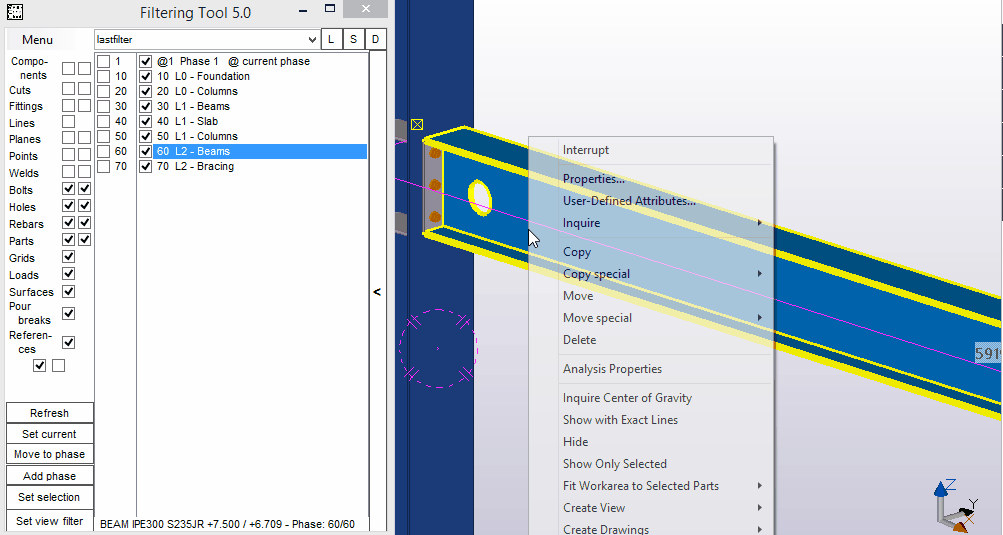 Filtering Tool 5.0
Menu
lastfilter
L S D
Compo-
nents
Cuts
Fittings
Lines
Planes
Points
Welds
Bolts
Holes
Rebars
Parts
Grids
Loads
Surfaces
Pour
breaks
Referen-
ces
1 @1 Phase 1 @ current phase
10 10 L0 - Foundation
20 20 L0 - Columns
30 30 L1 - Beams
40 40 L1 - Slab
50 50 L1 - Columns
60 60 L2 - Beams
70 70 L2 - Bracing
<
Refresh
Set current
Move to phase
Add phase
Set selection
Set view filter
BEAM IPE300 S235JR +7.500 / +6.709 - Phase: 60/60
Interrupt
Properties...
User-Defined Attributes...
Inquire
Copy
Copy special
Move
Move special
Delete
Analysis Properties
Inquire Center of Gravity
Show with Exact Lines
Hide
Show Only Selected
Fit Workarea to Selected Parts
Create View
Create Drawings
591
Z
Y
X